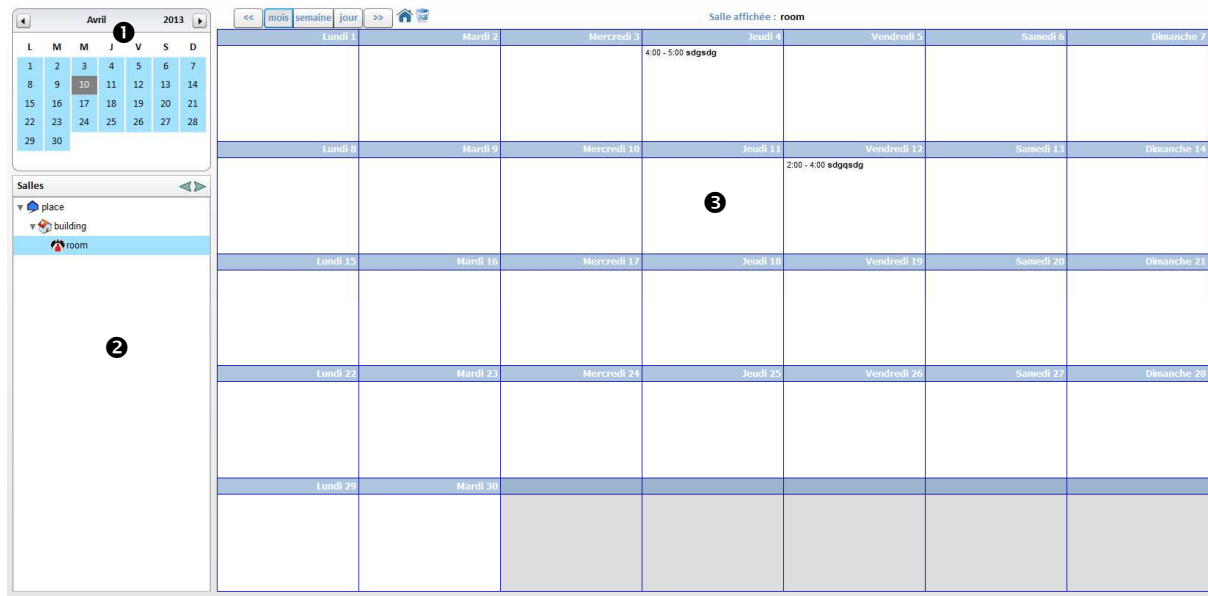 Avril 2013
❶
L M M J V S D
1 2 3 4 5 6 7
8 9 10 11 12 13 14
15 16 17 18 19 20 21
22 23 24 25 26 27 28
29 30
Salles
place
building
room
❷
<< mois semaine jour >>
Salle affichée : room
Lundi 1 Mardi 2 Mercredi 3 Jeudi 4 Vendredi 5 Samedi 6 Dimanche 7
4:00 - 5:00 sdgsdg
Lundi 8 Mardi 9 Mercredi 10 Jeudi 11 Vendredi 12 Samedi 13 Dimanche 14
2:00 - 4:00 sdgqsdg
❸
Lundi 15 Mardi 16 Mercredi 17 Jeudi 18 Vendredi 19 Samedi 20 Dimanche 21
Lundi 22 Mardi 23 Mercredi 24 Jeudi 25 Vendredi 26 Samedi 27 Dimanche 28
Lundi 29 Mardi 30